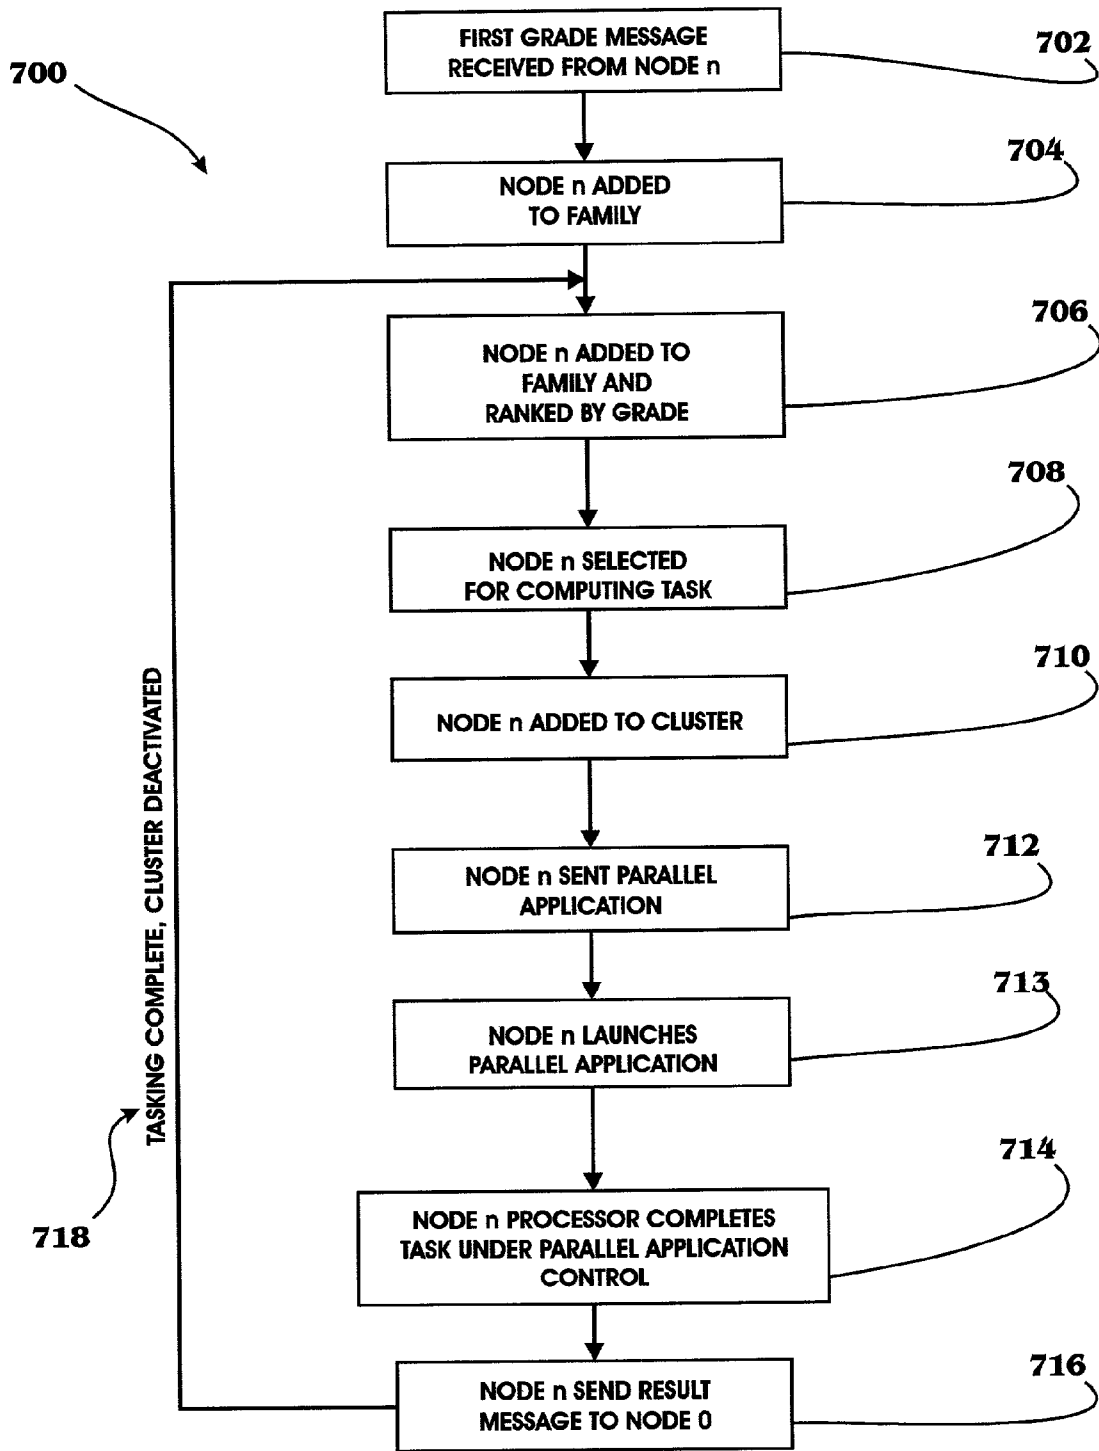 700
FIRST GRADE MESSAGE
RECEIVED FROM NODE n
702
NODE n ADDED
TO FAMILY
704
NODE n ADDED TO
FAMILY AND
RANKED BY GRADE
706
NODE n SELECTED
FOR COMPUTING TASK
708
NODE n ADDED TO CLUSTER
710
NODE n SENT PARALLEL
APPLICATION
712
NODE n LAUNCHES
PARALLEL APPLICATION
713
NODE n PROCESSOR COMPLETES
TASK UNDER PARALLEL APPLICATION
CONTROL
714
NODE n SEND RESULT
MESSAGE TO NODE 0
716
TASKING COMPLETE, CLUSTER DEACTIVATED
718